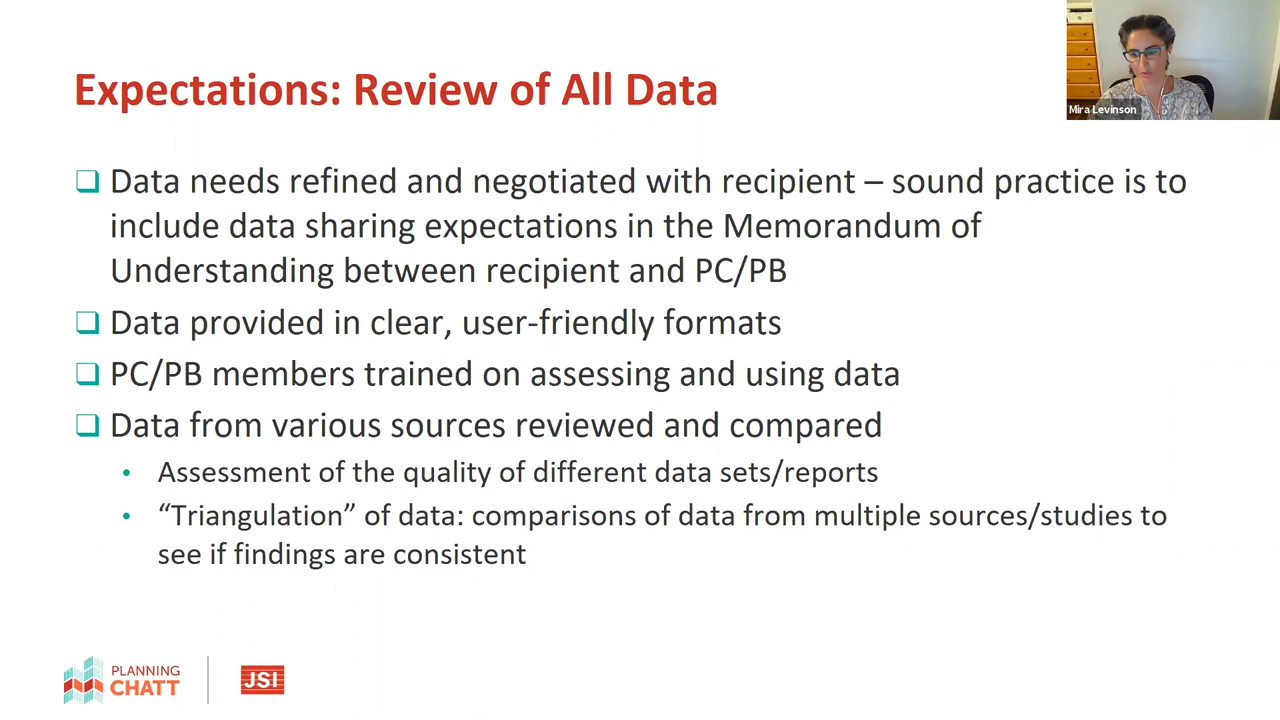 Expectations: Review of All Data
Mira Levinson
❑ Data needs refined and negotiated with recipient – sound practice is to
include data sharing expectations in the Memorandum of
Understanding between recipient and PC/PB
❑ Data provided in clear, user-friendly formats
❑ PC/PB members trained on assessing and using data
❑ Data from various sources reviewed and compared
• Assessment of the quality of different data sets/reports
• “Triangulation” of data: comparisons of data from multiple sources/studies to
see if findings are consistent
PLANNING
CHATT
JSI